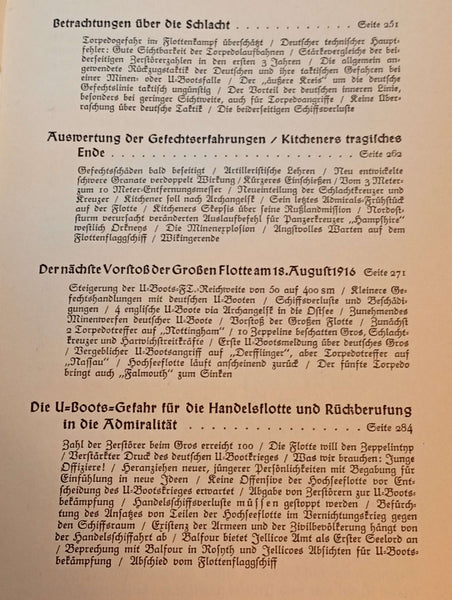 Betrachtungen über die Schlacht . . . . . . . . . . . . Seite 251
Torpedogefahr im Flottenkampf überschätzt / Deutscher technischer Haupt-
fehler: Gute Sichtbarkeit der Torpedolaufbahnen / Stärkevergleiche der bei-
derseitigen Zerstörerzahlen in den ersten 3 Jahren / Die allgemein an-
gewendete Rückzugstaktik der Deutschen und ihre taktischen Gefahren bei
einer Minen oder U-Bootsfalle / Der „äußere Kreis” um die deutsche
Gefechtslinie taktisch ungünstig / Der Vorteil der deutschen inneren Linie,
besonders bei geringer Sichtweite, auch für Torpedoangriffe / Keine Über-
raschung über deutsche Taktik / Die beiderseitigen Schiffsverluste
Auswertung der Gefechtserfahrungen / Kitcheners tragisches
Ende . . . . . . . . . . . . . . . . . . . . . . . Seite 262
Gefechtsschäden bald beseitigt / Artilleristische Lehren / Neu entwickelte
schwere Granate verdoppelt Wirkung / Kürzeres Einschießen / Vom 3 Meter-
zum 10 Meter-Entfernungsmesser / Neueinteilung der Schlachtkreuzer und
Kreuzer / Kitchener soll nach Archangelsk / Sein letztes Admirals-Frühstück
auf der Flotte / Kitcheners Skepsis über seine Rußlandmission / Nordost-
sturm verursacht veränderten Auslaufbefehl für Panzerkreuzer „Hampshire”
westlich Orkneys / Die Minenexplosion / Angstvolles Warten auf dem
Flottenflaggschiff / Wikingerende
Der nächste Vorstoß der Großen Flotte am 18. August 1916 Seite 271
Steigerung der U-Boots-FT.-Reichweite von 50 auf 400 sm / Kleinere Ge-
fechtshandlungen mit deutschen U-Booten / Schiffsverluste und Beschädi-
gungen / 4 englische U-Boote via Archangelsk in die Ostsee / Zunehmendes
Minenwerfen deutscher U-Boote / Vorstoß der Großen Flotte / Zunächst
2 Torpedotreffer auf „Nottingham” / 10 Zeppeline beschatten Gros, Schlacht-
kreuzer und Harwichstreitkräfte / Erste U-Bootsmeldung über deutsches Gros
/ Vergeblicher U-Bootsangriff auf „Derfflinger”, aber Torpedotreffer auf
„Nassau” / Hochseeflotte läuft anscheinend zurück / Der fünfte Torpedo
bringt auch „Falmouth” zum Sinken
Die U-Boots-Gefahr für die Handelsflotte und Rückberufung
in die Admiralität . . . . . . . . . . . . . . . . . Seite 284
Zahl der Zerstörer beim Gros erreicht 100 / Die Flotte will den Zeppelintyp
/ Verstärkter Druck des deutschen U-Bootkrieges / Was wir brauchen: Junge
Offiziere! / Heranziehen neuer, jüngerer Persönlichkeiten mit Begabung für
Einfühlung in neue Ideen / Keine Offensive der Hochseeflotte vor Ent-
scheidung des U-Bootskrieges erwartet / Abgabe von Zerstörern zur U-Boots-
bekämpfung / Handelsschiffsverluste müssen gestoppt werden / Befürch-
tung des Ansatzes von Teilen der Hochseeflotte im Vernichtungskrieg gegen
den Schiffsraum / Existenz der Armeen und der Zivilbevölkerung hängt von
der Handelschiffahrt ab / Balfour bietet Jellicoe Amt als Erster Seelord an
/ Beprechung mit Balfour in Rosyth und Jellicoes Absichten für U-Boots-
bekämpfung / Abschied vom Flottenflaggschiff